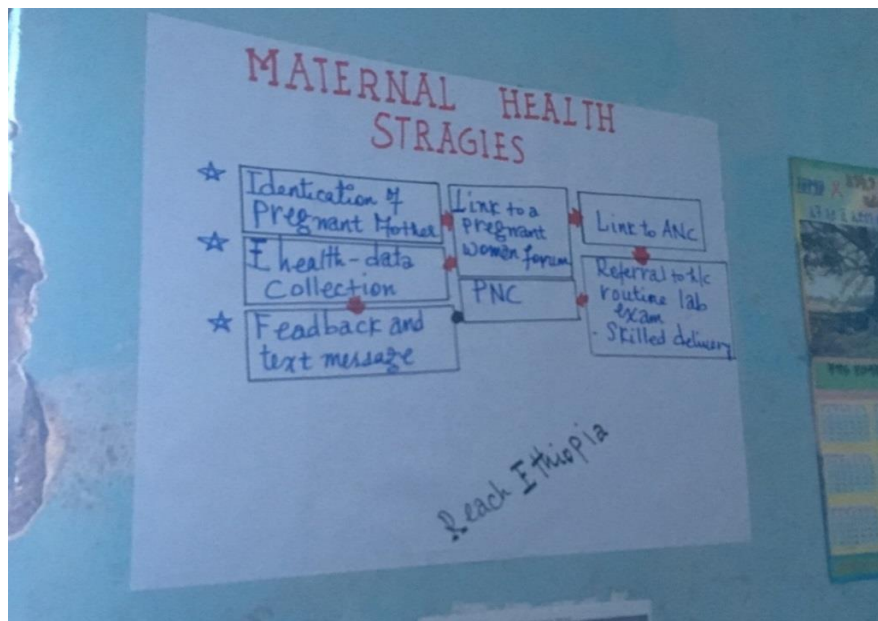 MATERNAL HEALTH
STRAGIES
Identication of
Pregnant Mother
Link to a
pregnant
women forum
Link to ANC
Ehealth-data
Collection
PNC
Referral to h/c
routine lab
exam
- Skilled delivery
Feadback and
text message
Reach Ethiopia